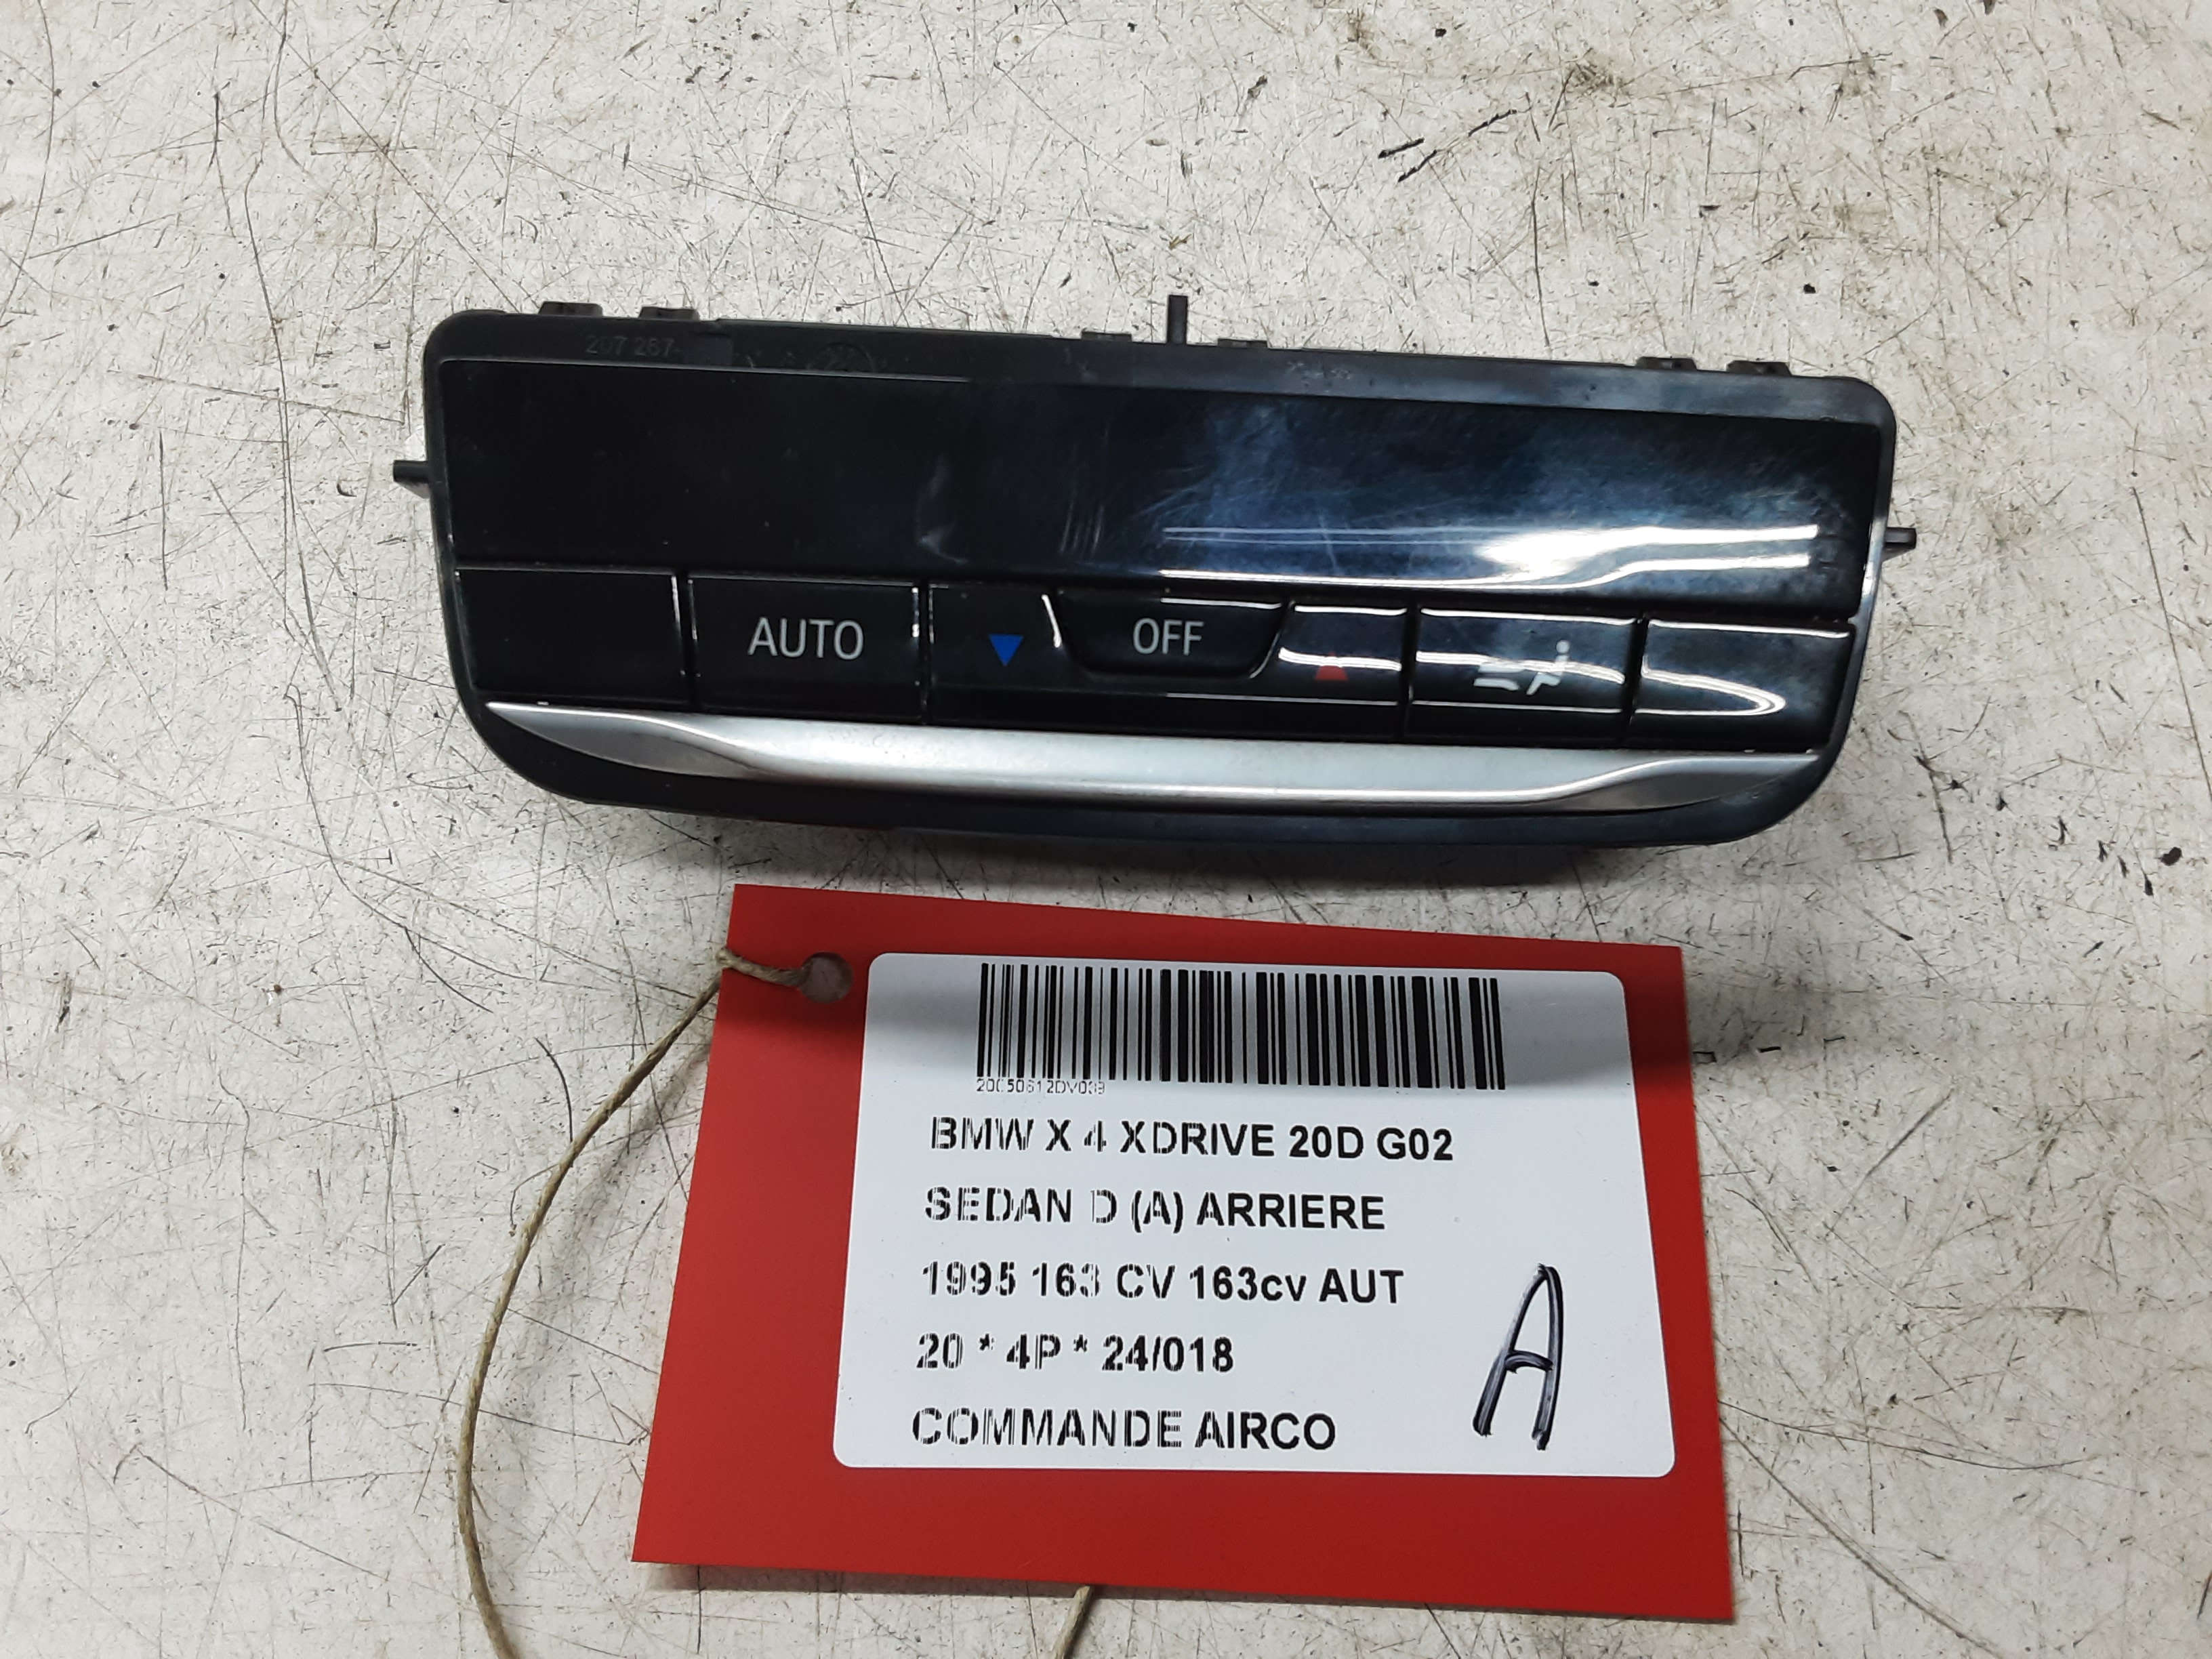 207 267
AUTO OFF
BMW X 4 XDRIVE 20D G02
SEDAN D (A) ARRIERE
1995 163 CV 163cv AUT
20 * 4P * 24/018
COMMANDE AIRCO
A